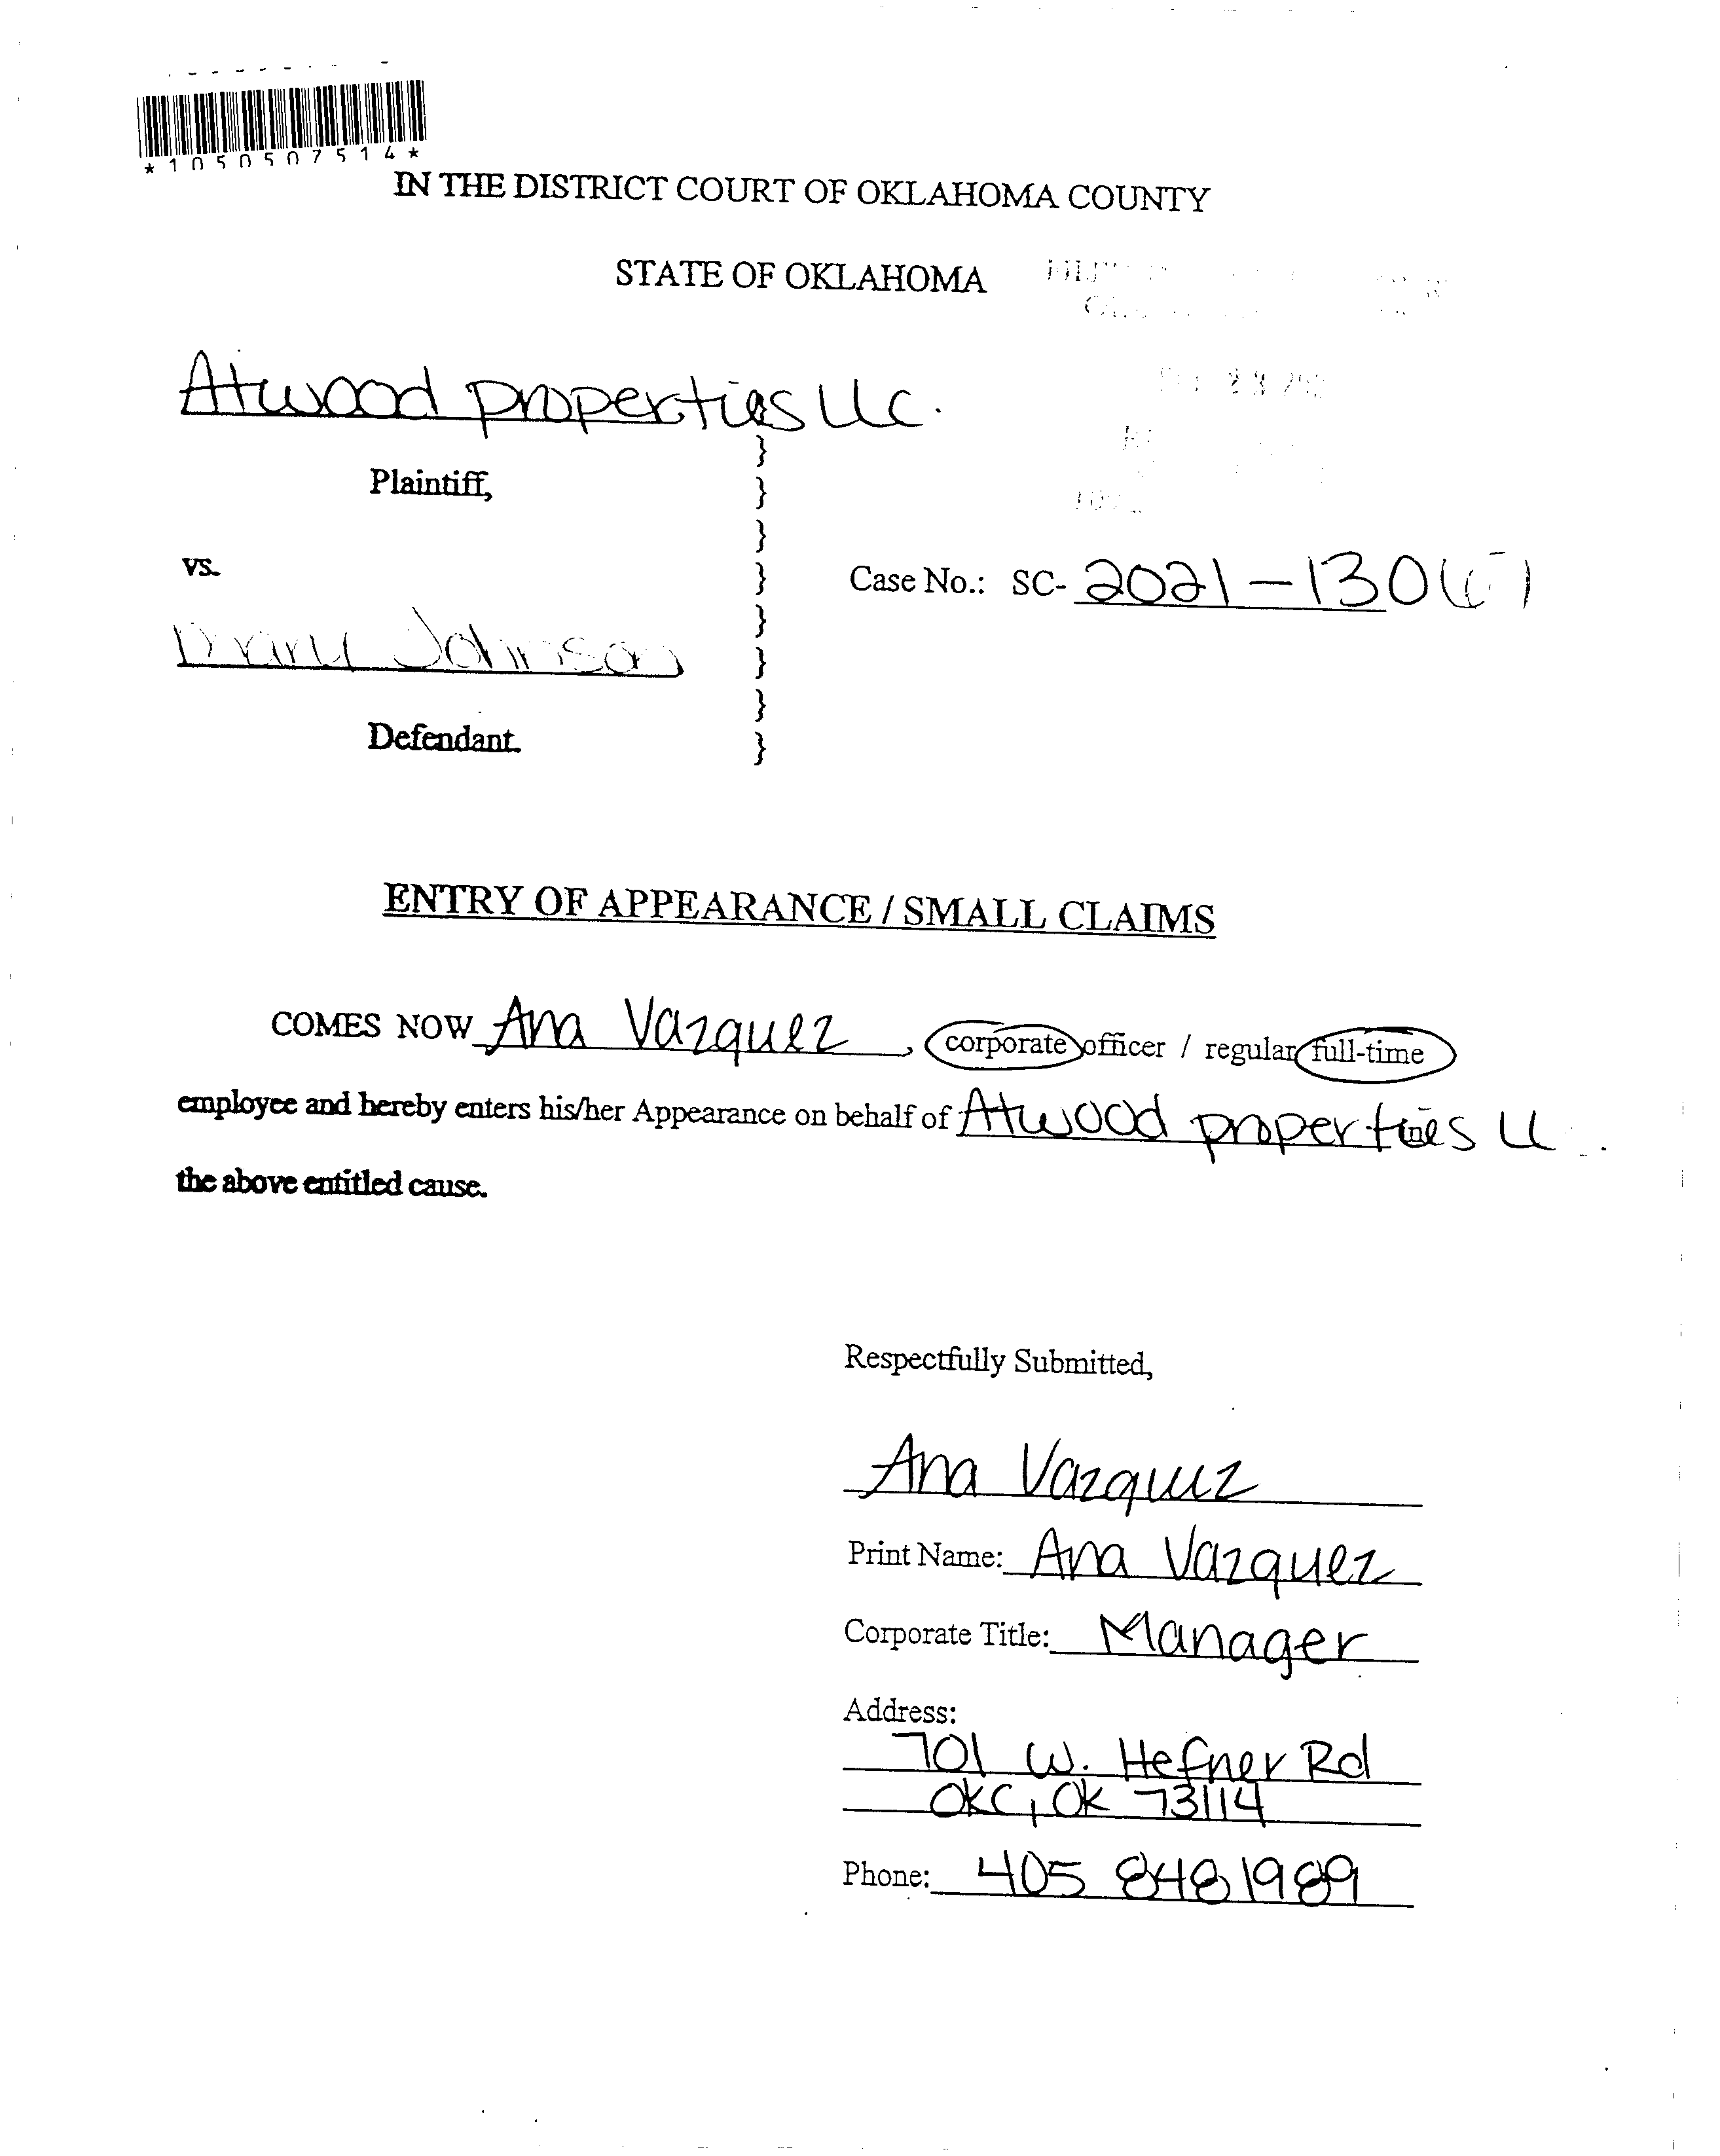 *1050507514*
IN THE DISTRICT COURT OF OKLAHOMA COUNTY
STATE OF OKLAHOMA
Atwood properties llc.
Plaintiff,
vs.
Case No.: SC- 2021-130
Johnson
Defendant.
}
}
}
}
}
}
}
}
ENTRY OF APPEARANCE / SMALL CLAIMS
COMES NOW Ana Vazquez, corporate officer / regular full-time
employee and hereby enters his/her Appearance on behalf of Atwood properties ll
the above entitled cause.
Respectfully Submitted,
Ana Vazquez
Print Name: Ana Vazquez
Corporate Title: Manager
Address:
701 W. Hefner Rd
OKC, OK 73114
Phone: 405 848 1989